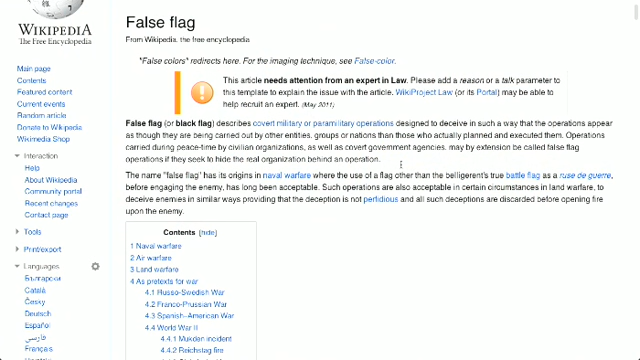 WIKIPEDIA
The Free Encyclopedia
Main page
Contents
Featured content
Current events
Random article
Donate to Wikipedia
Wikimedia Shop
Interaction
Help
About Wikipedia
Community portal
Recent changes
Contact page
Tools
Print/export
Languages
Български
Català
Česky
Deutsch
Español
فارسی
Français
False flag
From Wikipedia, the free encyclopedia
"False colors" redirects here. For the imaging technique, see False-color.
This article needs attention from an expert in Law. Please add a reason or a talk parameter to
this template to explain the issue with the article. WikiProject Law (or its Portal) may be able to
help recruit an expert. (May 2011)
False flag (or black flag) describes covert military or paramilitary operations designed to deceive in such a way that the operations appear
as though they are being carried out by other entities, groups or nations than those who actually planned and executed them. Operations
carried during peace-time by civilian organizations, as well as covert government agencies, may by extension be called false flag
operations if they seek to hide the real organization behind an operation.
The name "false flag" has its origins in naval warfare where the use of a flag other than the belligerent's true battle flag as a ruse de guerre,
before engaging the enemy, has long been acceptable. Such operations are also acceptable in certain circumstances in land warfare, to
deceive enemies in similar ways providing that the deception is not perfidious and all such deceptions are discarded before opening fire
upon the enemy.
Contents [hide]
1 Naval warfare
2 Air warfare
3 Land warfare
4 As pretexts for war
4.1 Russo-Swedish War
4.2 Franco-Prussian War
4.3 Spanish–American War
4.4 World War II
4.4.1 Mukden incident
4.4.2 Reichstag fire